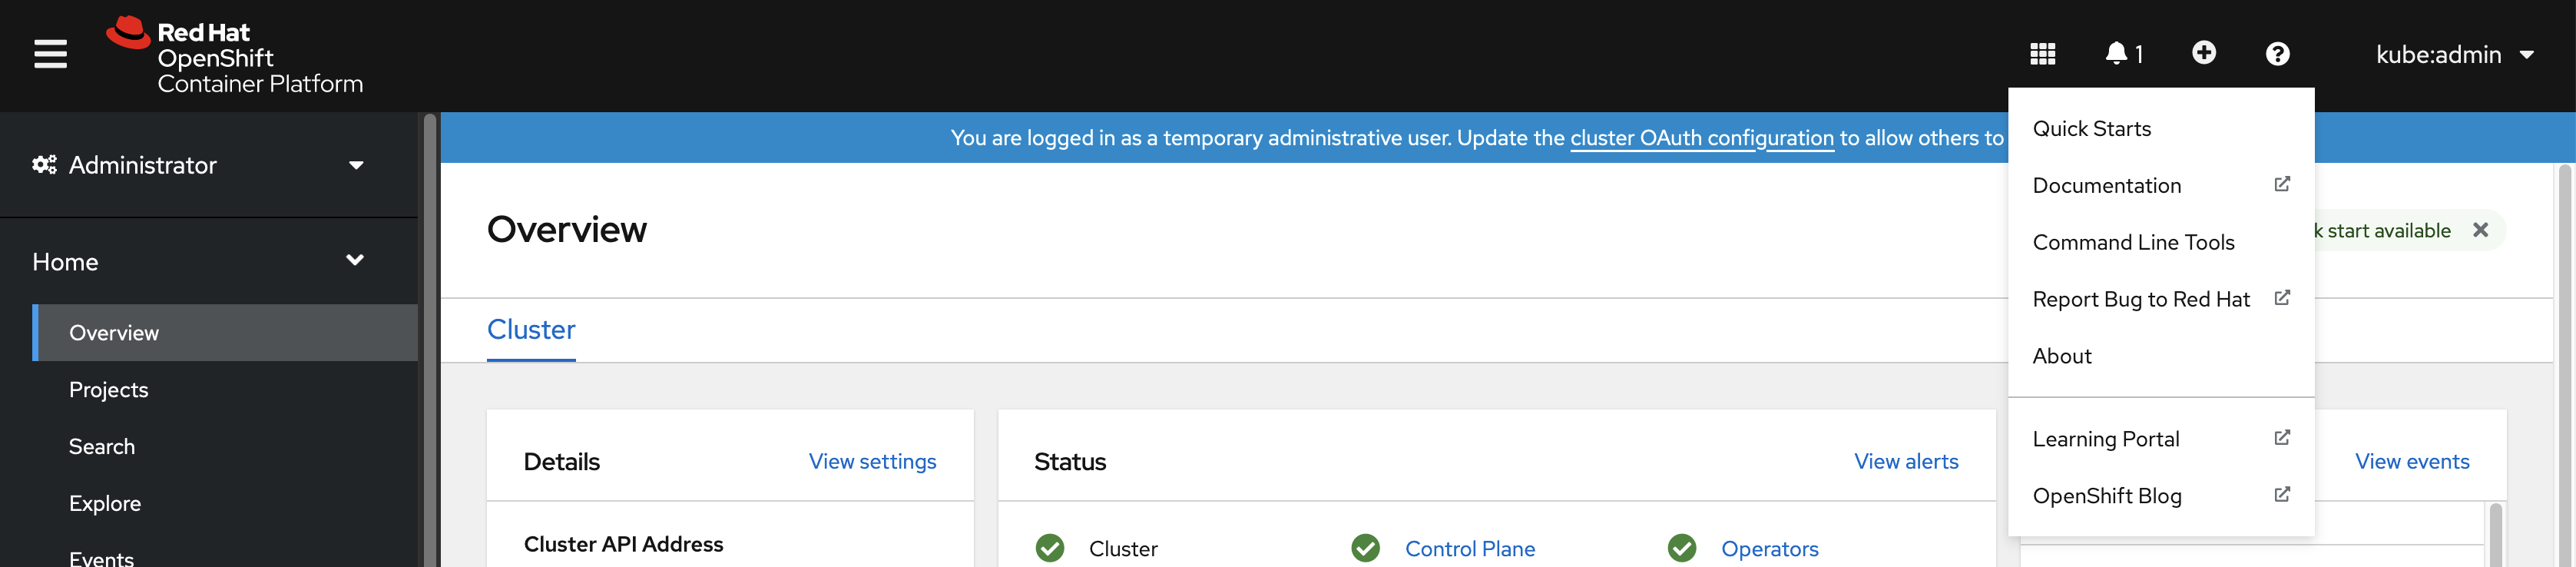 Red Hat
OpenShift
Container Platform
1
kube:admin
Administrator
Home
Overview
Projects
Search
Explore
Events
You are logged in as a temporary administrative user. Update the cluster OAuth configuration to allow others to
Overview
k start available
Cluster
Details
View settings
Cluster API Address
Status
View alerts
Cluster
Control Plane
Operators
View events
Quick Starts
Documentation
Command Line Tools
Report Bug to Red Hat
About
Learning Portal
OpenShift Blog